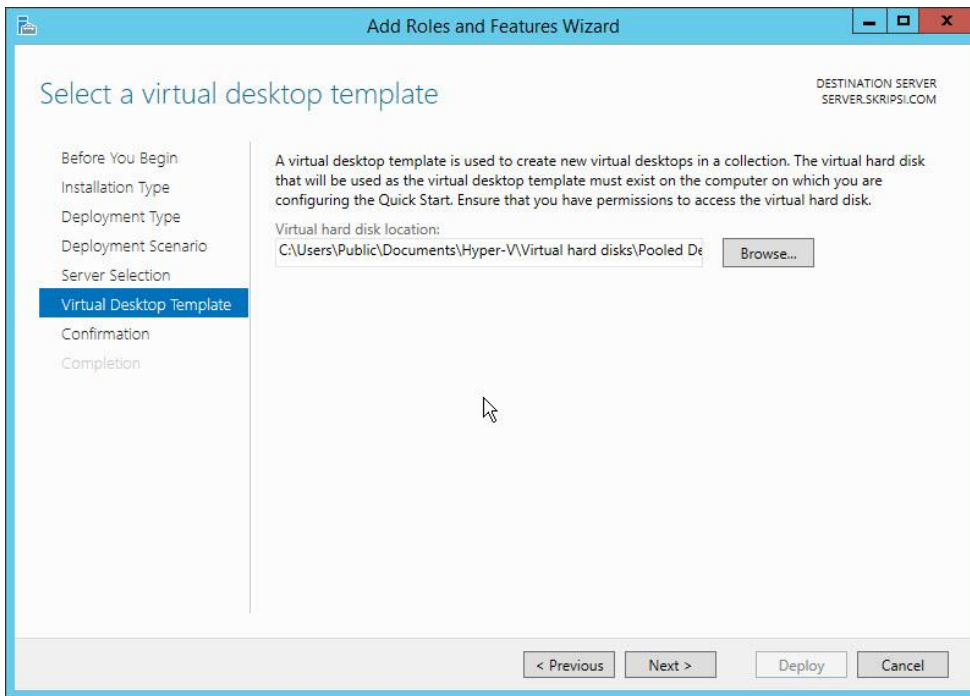 Add Roles and Features Wizard
Select a virtual desktop template
DESTINATION SERVER
SERVER.SKRIPSI.COM
Before You Begin
Installation Type
Deployment Type
Deployment Scenario
Server Selection
Virtual Desktop Template
Confirmation
Completion
A virtual desktop template is used to create new virtual desktops in a collection. The virtual hard disk
that will be used as the virtual desktop template must exist on the computer on which you are
configuring the Quick Start. Ensure that you have permissions to access the virtual hard disk.
Virtual hard disk location:
C:\Users\Public\Documents\Hyper-V\Virtual hard disks\Pooled De
Browse...
< Previous
Next >
Deploy
Cancel